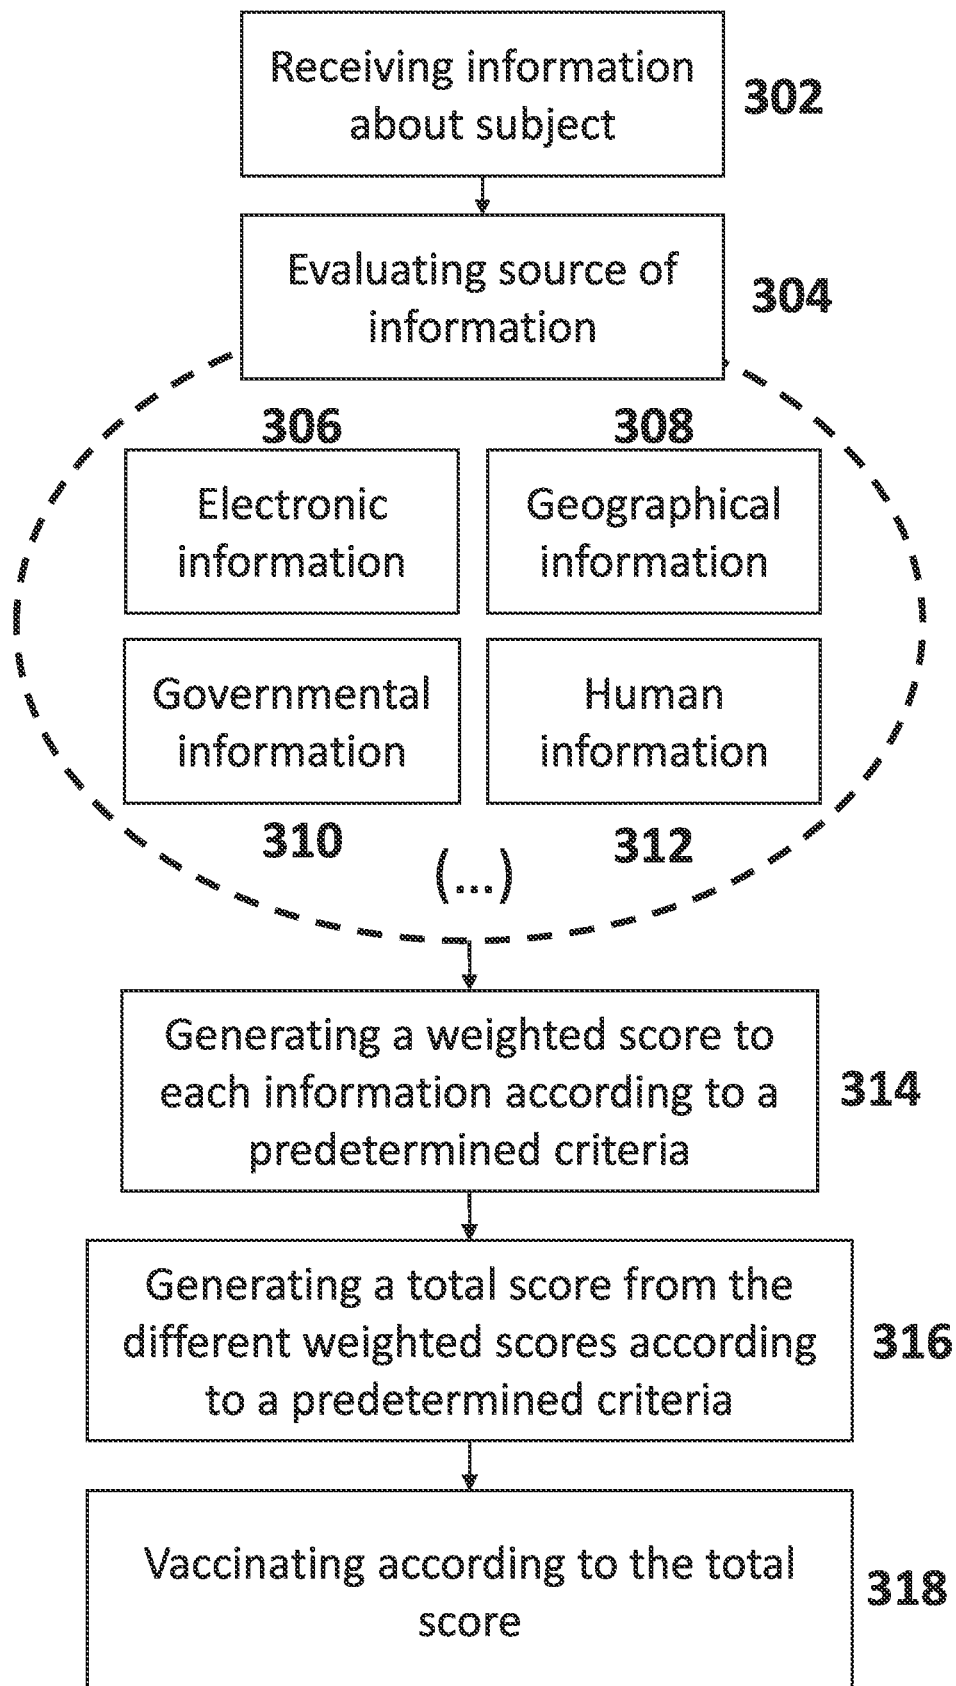 Receiving information
about subject
302
Evaluating source of
information
304
306
308
Electronic
information
Geographical
information
Governmental
information
Human
information
310
312
(...)
Generating a weighted score to
each information according to a
predetermined criteria
314
Generating a total score from the
different weighted scores according
to a predetermined criteria
316
Vaccinating according to the total
score
318